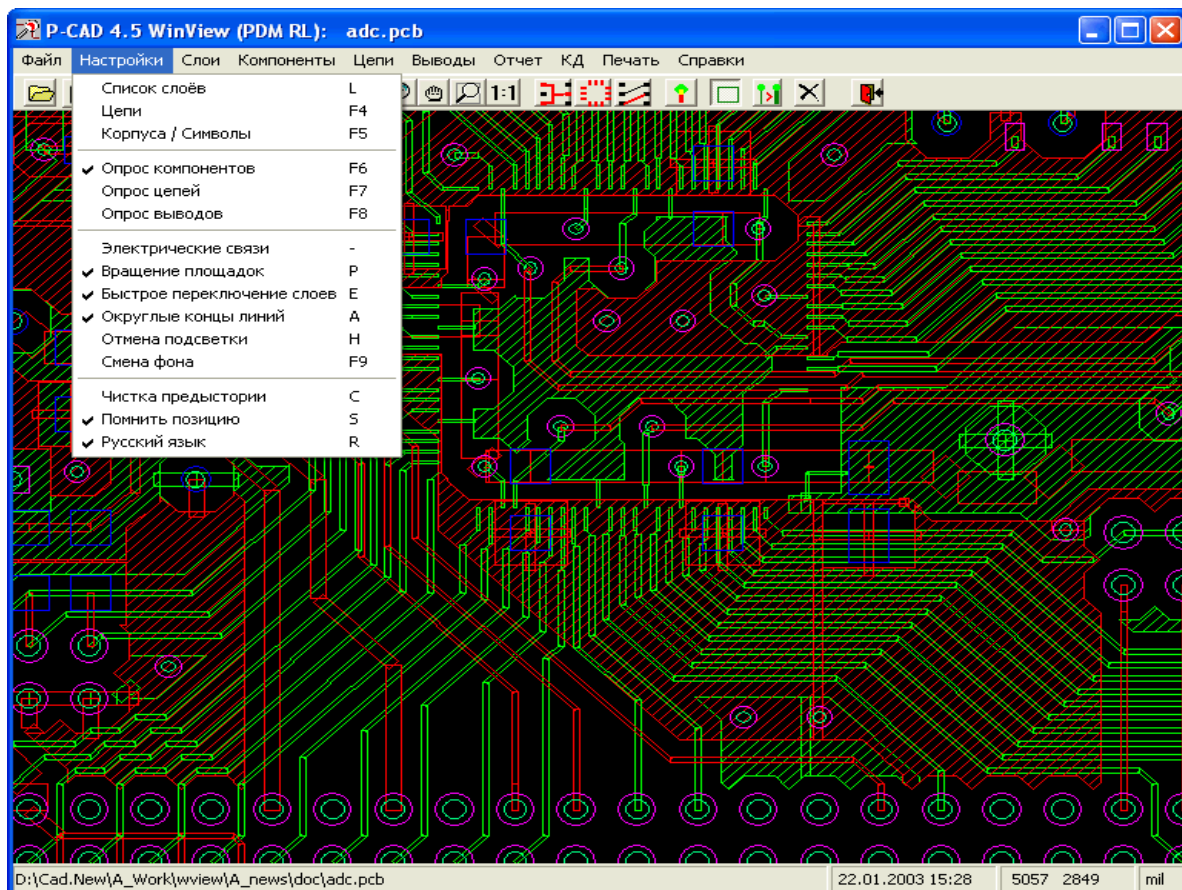 P-CAD 4.5 WinView (PDM RL): adc.pcb
Файл Настройки Слои Компоненты Цепи Выводы Отчет КД Печать Справки
1:1
Список слоёв L
Цепи F4
Корпуса / Символы F5
Опрос компонентов F6
Опрос цепей F7
Опрос выводов F8
Электрические связи -
Вращение площадок P
Быстрое переключение слоев E
Округлые концы линий A
Отмена подсветки H
Смена фона F9
Чистка предыстории C
Помнить позицию S
Русский язык R
D:\Cad.New\A_Work\wview\A_news\doc\adc.pcb 22.01.2003 15:28 5057 2849 mil